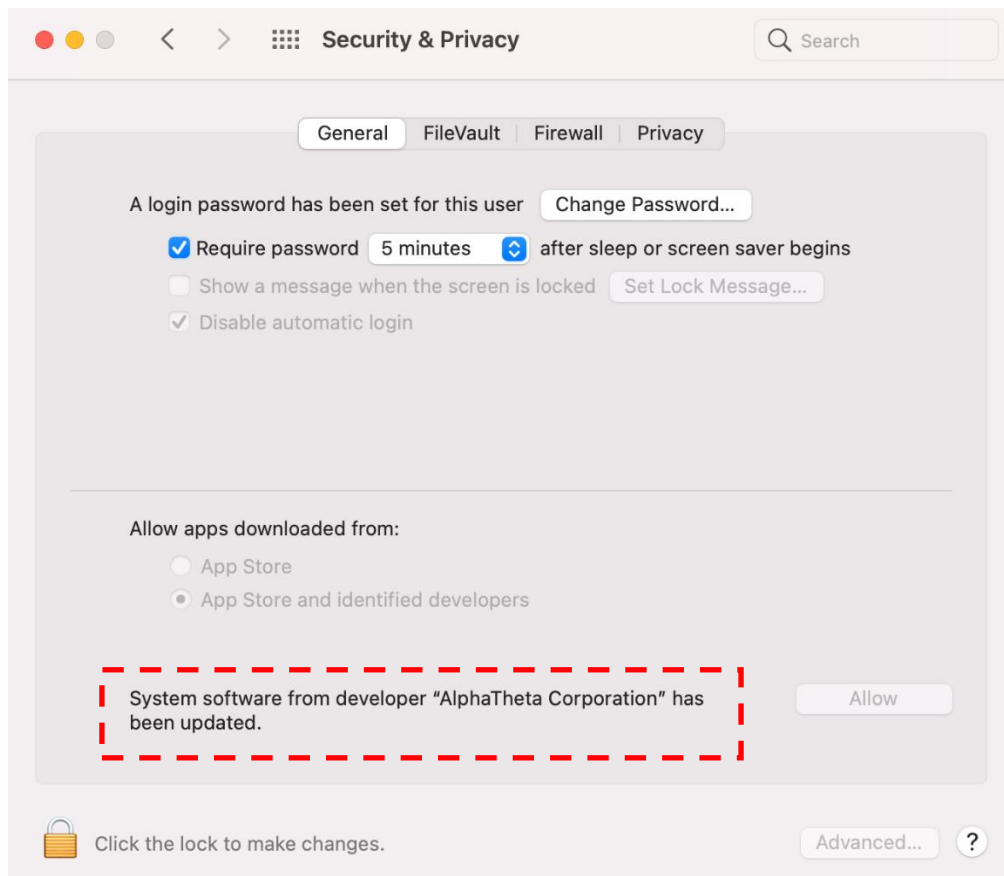 Security & Privacy
Search
General FileVault Firewall Privacy
A login password has been set for this user Change Password...
Require password 5 minutes after sleep or screen saver begins
Show a message when the screen is locked Set Lock Message...
Disable automatic login
Allow apps downloaded from:
App Store
App Store and identified developers
System software from developer “AlphaTheta Corporation” has Allow
been updated.
Click the lock to make changes. Advanced... ?